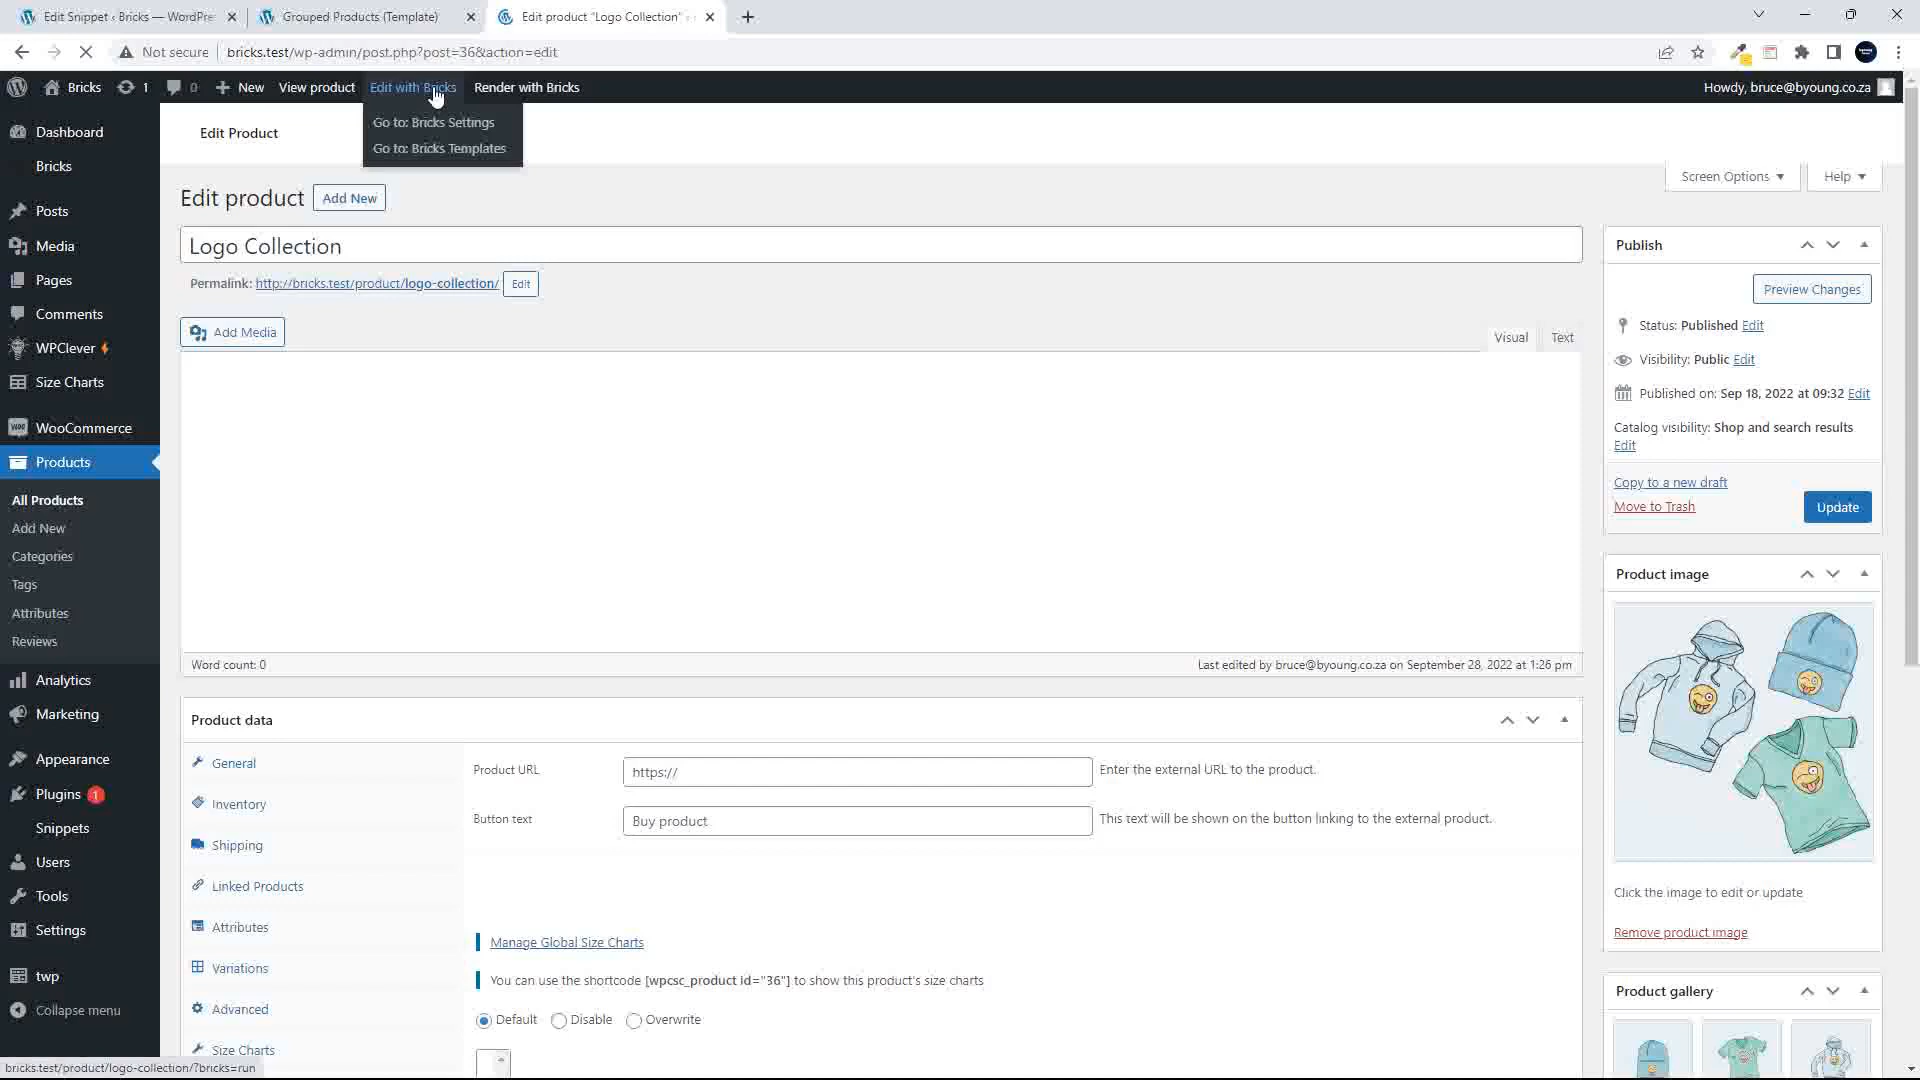 Edit Snippet ‹ Bricks — WordPre
Grouped Products (Template)
Edit product "Logo Collection" ‹
Not secure
bricks.test/wp-admin/post.php?post=36&action=edit
Bricks
1
0
New
View product
Edit with Bricks
Render with Bricks
Howdy, bruce@byoung.co.za
Go to: Bricks Settings
Go to: Bricks Templates
Dashboard
Bricks
Posts
Media
Pages
Comments
WPClever
Size Charts
WooCommerce
Products
All Products
Add New
Categories
Tags
Attributes
Reviews
Analytics
Marketing
Appearance
Plugins 1
Snippets
Users
Tools
Settings
twp
Collapse menu
bricks.test/product/logo-collection/?bricks=run
Edit Product
Screen Options
Help
Edit product
Add New
Logo Collection
Permalink: http://bricks.test/product/logo-collection/ Edit
Add Media
Visual
Text
Word count: 0
Last edited by bruce@byoung.co.za on September 28, 2022 at 1:26 pm
Product data
General
Inventory
Shipping
Linked Products
Attributes
Variations
Advanced
Size Charts
Product URL
https://
Enter the external URL to the product.
Button text
Buy product
This text will be shown on the button linking to the external product.
Manage Global Size Charts
You can use the shortcode [wpcsc_product id="36"] to show this product's size charts
Default
Disable
Overwrite
Publish
Preview Changes
Status: Published Edit
Visibility: Public Edit
Published on: Sep 18, 2022 at 09:32 Edit
Catalog visibility: Shop and search results
Edit
Copy to a new draft
Move to Trash
Update
Product image
Click the image to edit or update
Remove product image
Product gallery